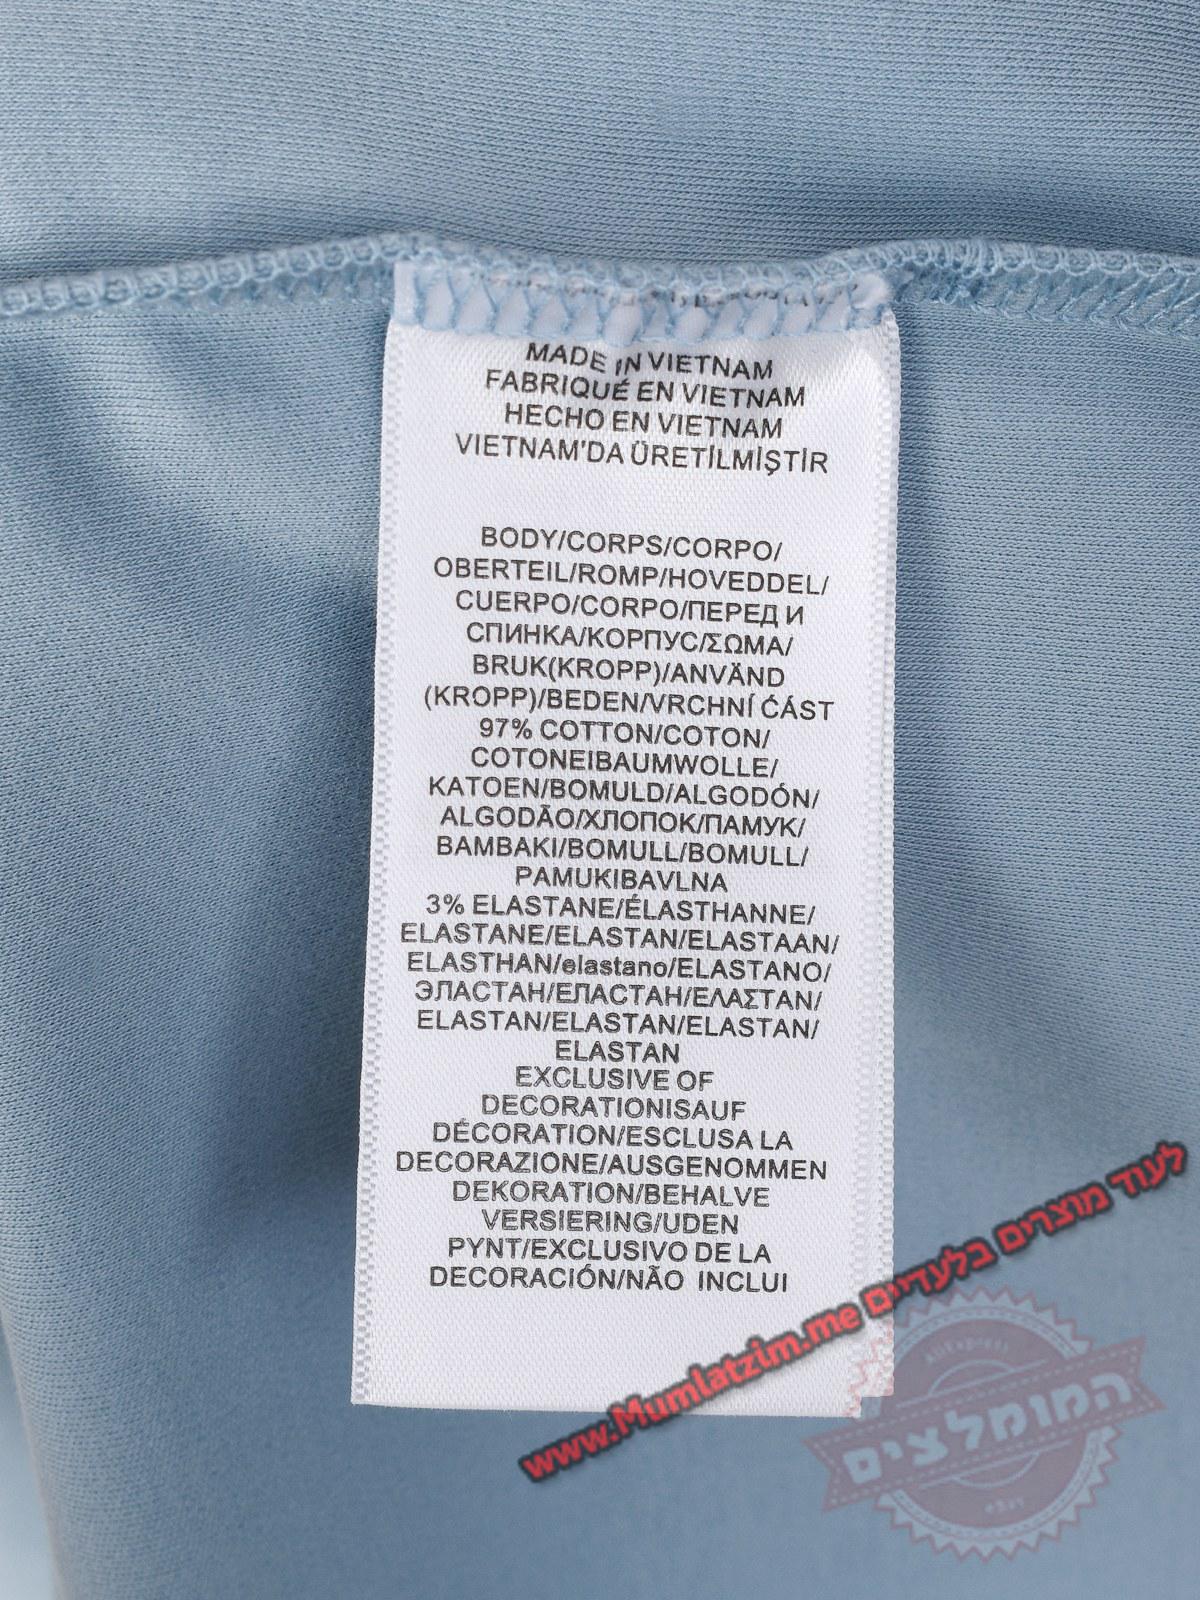 MADE IN VIETNAM
FABRIQUÉ EN VIETNAM
HECHO EN VIETNAM
VIETNAM'DA ÜRETİLMİŞTİR
BODY/CORPS/CORPO/
OBERTEIL/ROMP/HOVEDDEL/
CUERPO/CORPO/ПЕРЕД И
СПИНКА/КОРПУС/ΣΩΜΑ/
BRUK(KROPP)/ANVÄND
(KROPP)/BEDEN/VRCHNÍ ĆÁST
97% COTTON/COTON/
COTONEIBAUMWOLLE/
KATOEN/BOMULD/ALGODÓN/
ALGODÃO/ХЛОПОК/ПАМУК/
BAMBAKI/BOMULL/BOMULL/
PAMUKIBAVLNA
3% ELASTANE/ÉLASTHANNE/
ELASTANE/ELASTAN/ELASTAAN/
ELASTHAN/elastano/ELASTANO/
ЭЛАСТАН/ЕЛАСТАН/ΕΛΑΣΤΑΝ/
ELASTAN/ELASTAN/ELASTAN/
ELASTAN
EXCLUSIVE OF
DECORATIONISAUF
DÉCORATION/ESCLUSA LA
DECORAZIONE/AUSGENOMMEN
DEKORATION/BEHALVE
VERSIERING/UDEN
PYNT/EXCLUSIVO DE LA
DECORACIÓN/NÃO INCLUI
לעוד מוצרים בלעדיים www.Mumlatzim.me
AliExpress
המומלצים